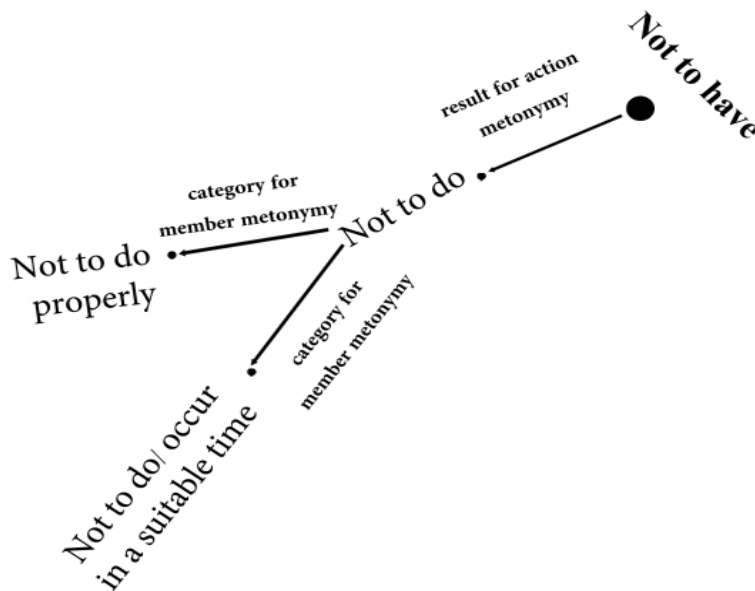 Not to have
result for action
metonymy
Not to do
category for
member metonymy
Not to do
properly
category for
member metonymy
Not to do/ occur
in a suitable time